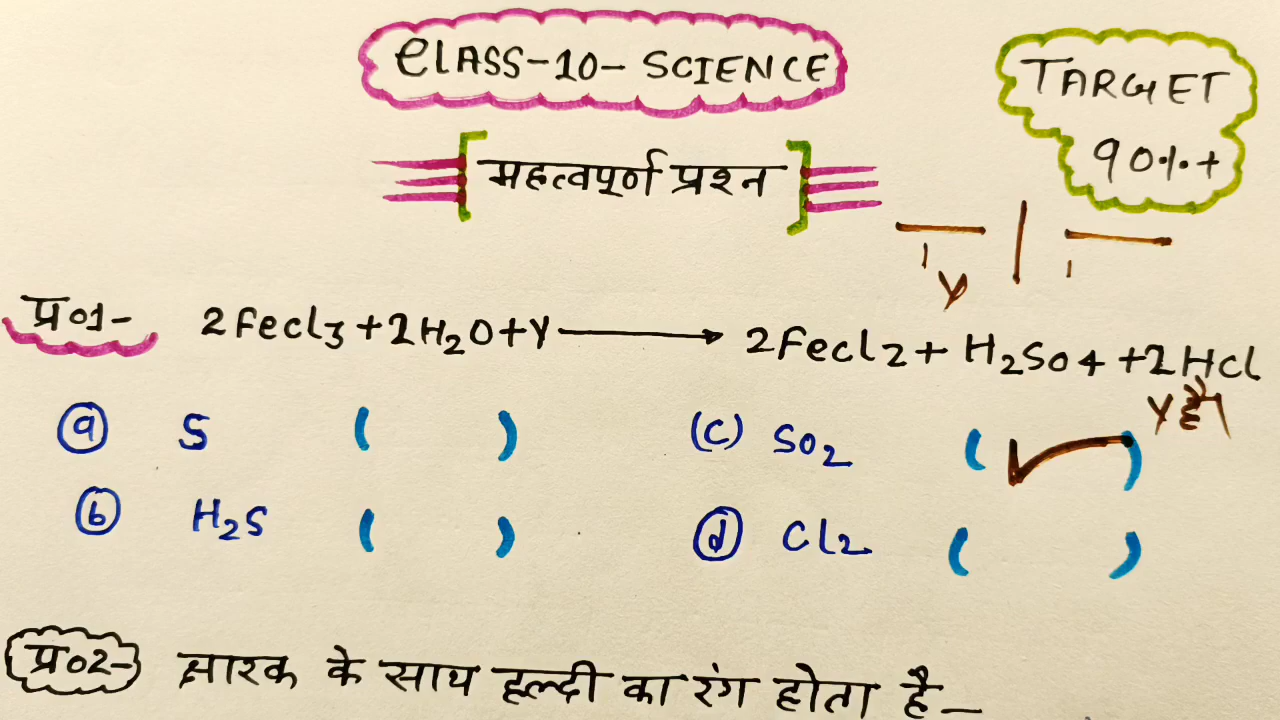 CLASS-10-SCIENCE
TARGET
90%+
महत्वपूर्ण प्रश्न
Y
प्र01- 2Fecl3+2H2O+Y → 2Fecl2+ H2So4 +2Hcl
Y है
(a) S ( ) (C) SO2 ( ✓ )
(b) H2S ( ) (d) Cl2 ( )
प्र02- क्षारक के साथ हल्दी का रंग होता है-